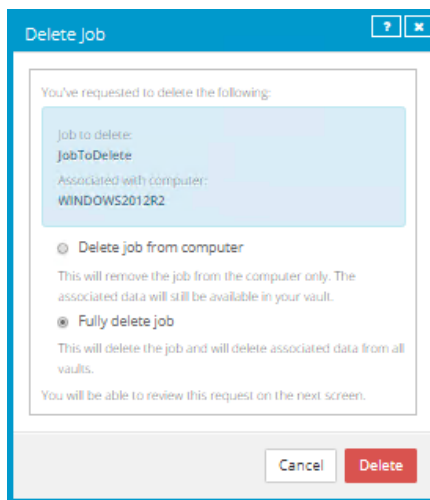 Delete Job
?
×
You've requested to delete the following:
Job to delete:
JobToDelete
Associated with computer:
WINDOWS2012R2
Delete job from computer
This will remove the job from the computer only. The
associated data will still be available in your vault.
Fully delete job
This will delete the job and will delete associated data from all
vaults.
You will be able to review this request on the next screen.
Cancel
Delete